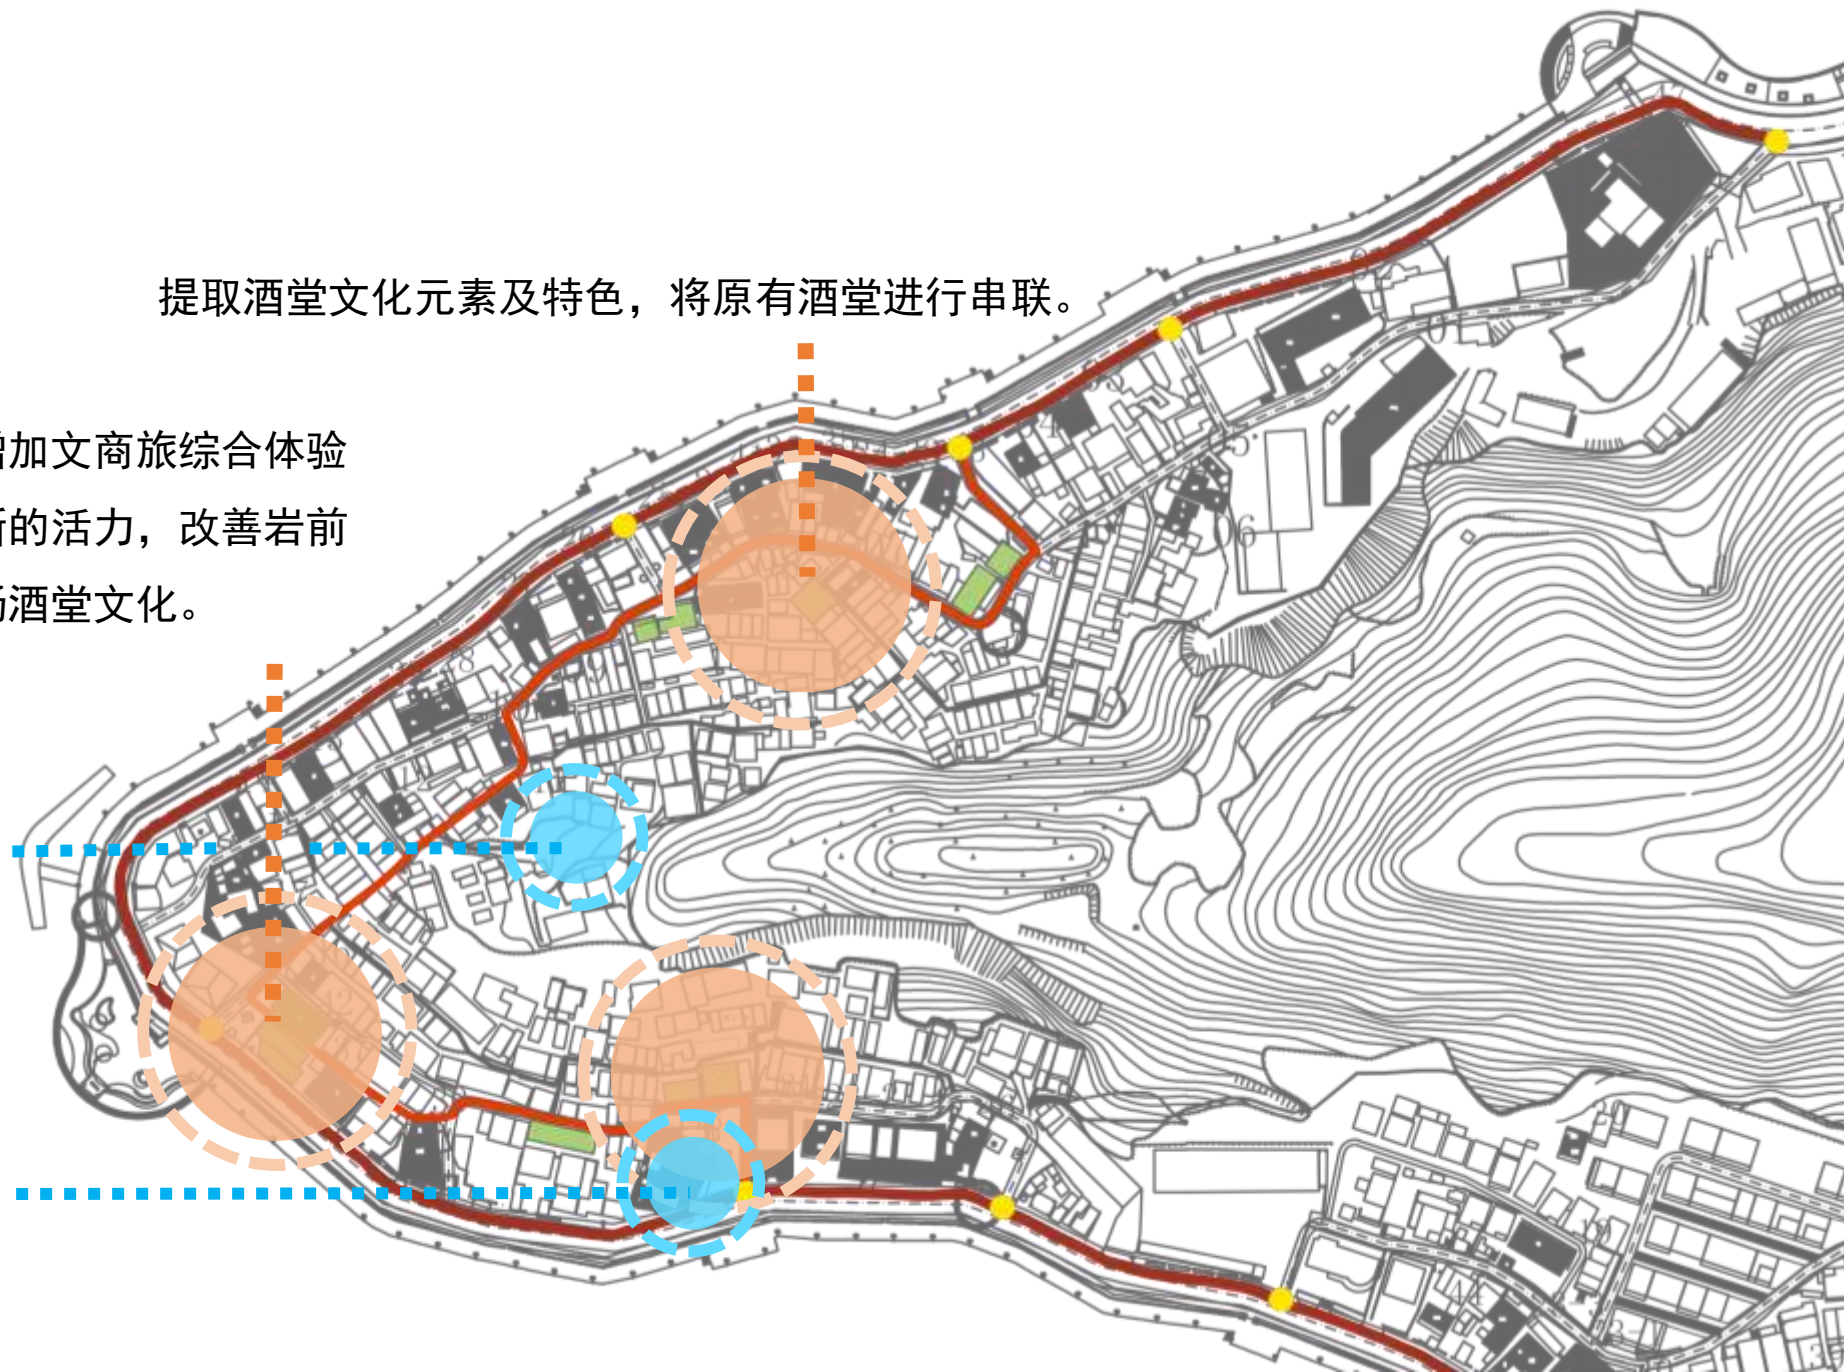 提取酒堂文化元素及特色，将原有酒堂进行串联。
增加文商旅综合体验
新的活力，改善岩前
酒堂文化。